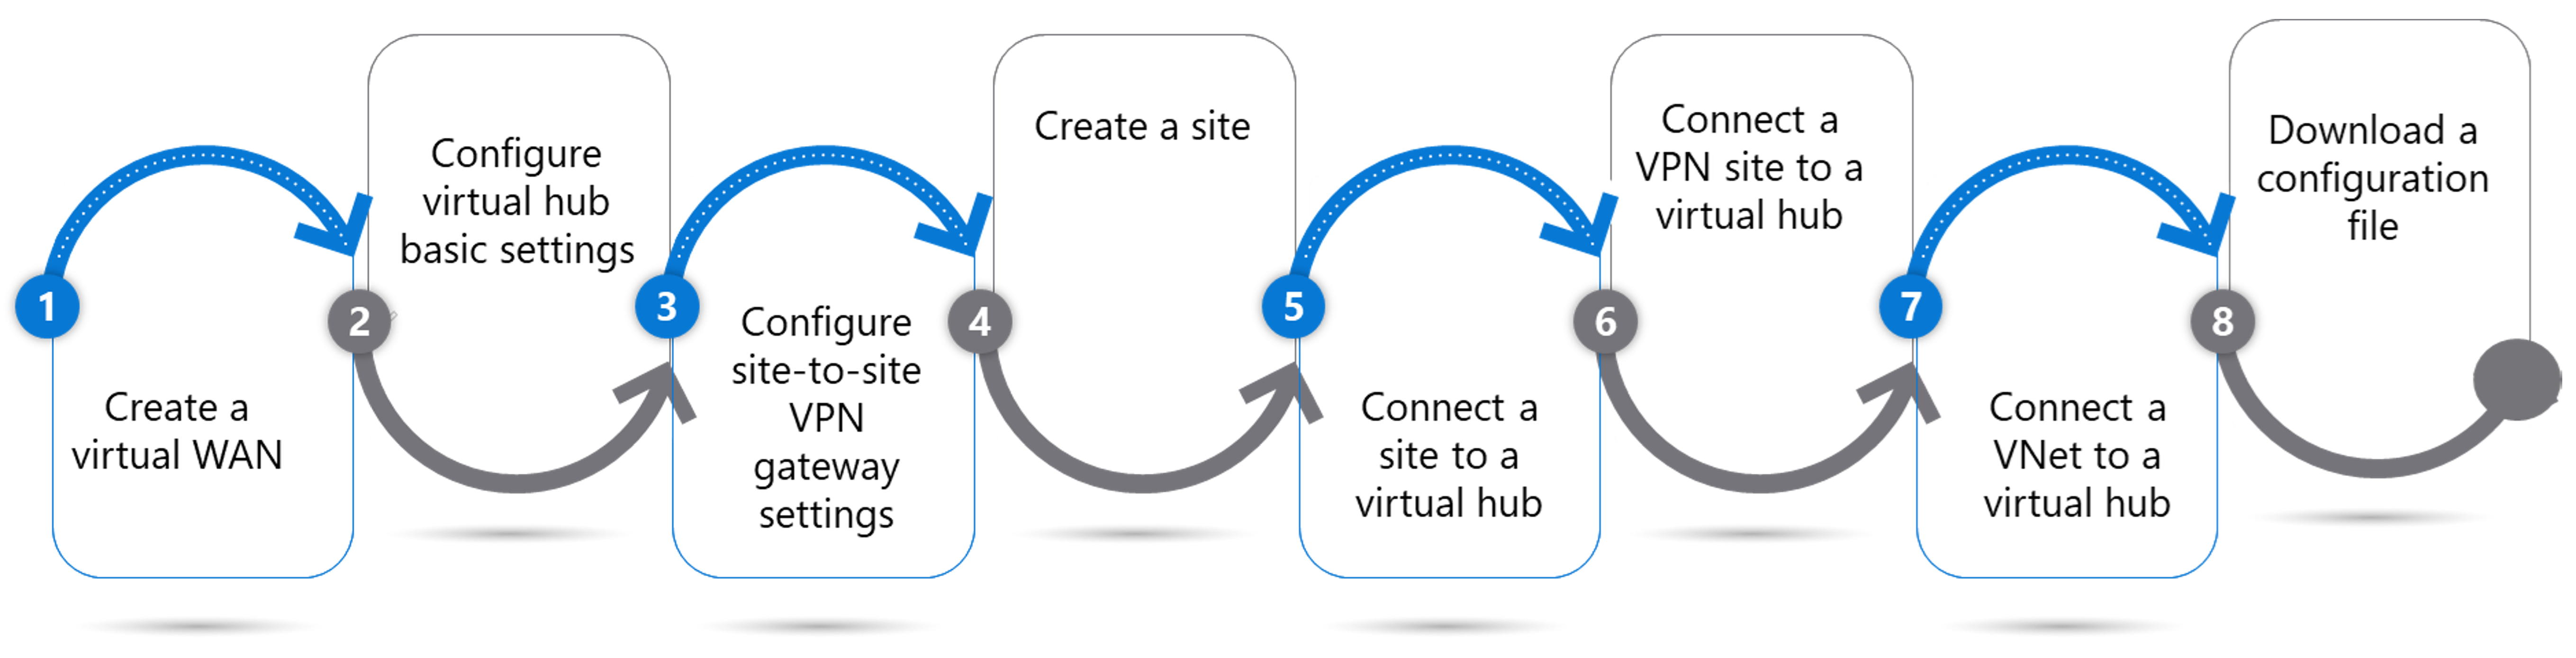 1
Create a
virtual WAN
2
Configure
virtual hub
basic settings
3
Configure
site-to-site
VPN
gateway
settings
4
Create a site
5
Connect a
site to a
virtual hub
6
Connect a
VPN site to a
virtual hub
7
Connect a
VNet to a
virtual hub
8
Download a
configuration
file